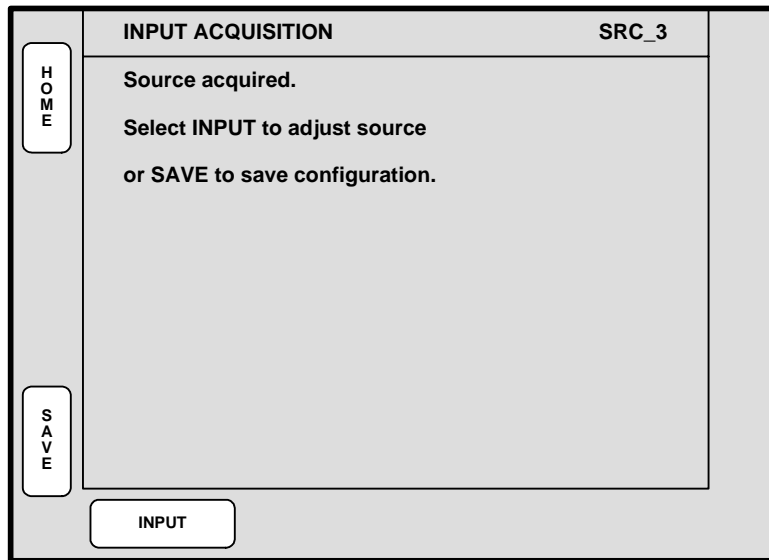 INPUT ACQUISITION SRC_3
HOME
Source acquired.
Select INPUT to adjust source
or SAVE to save configuration.
SAVE
INPUT